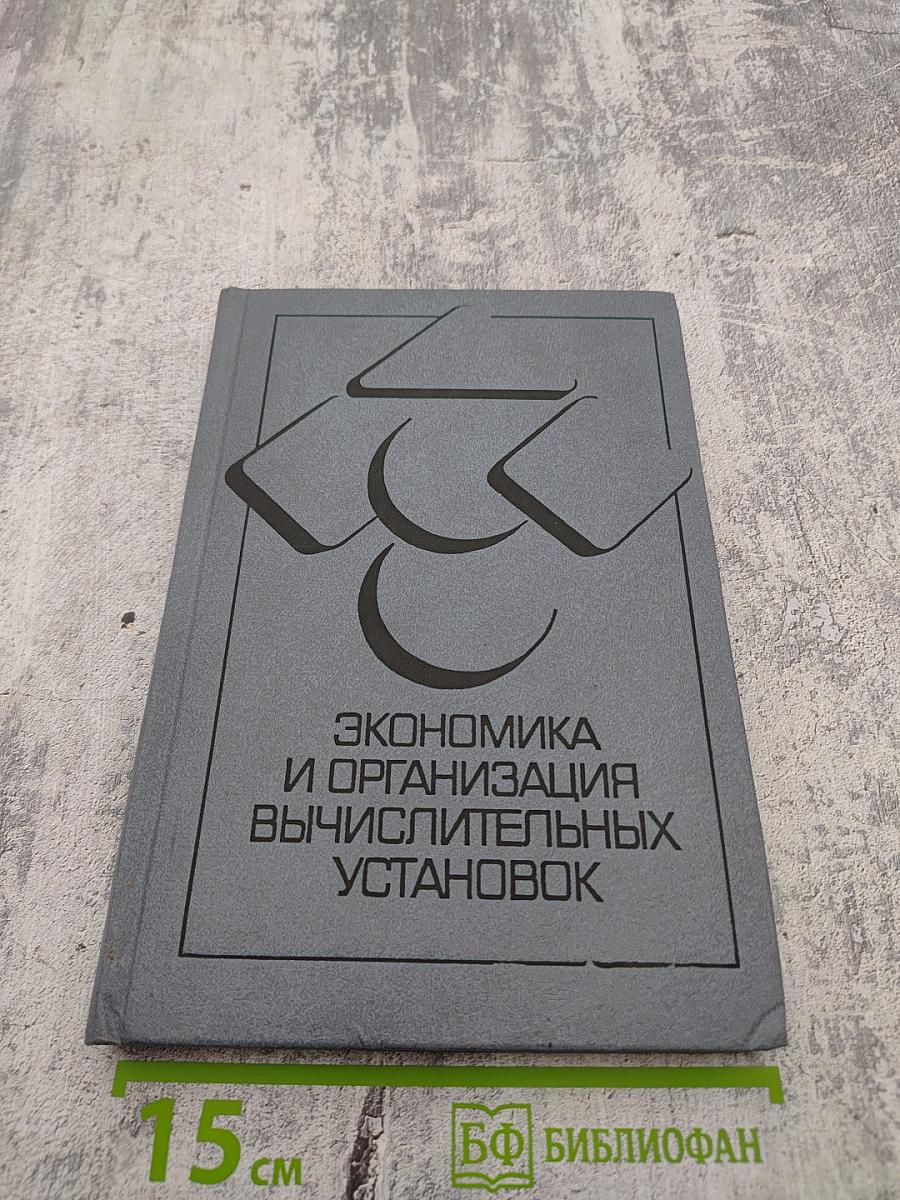 ЭКОНОМИКА
И ОРГАНИЗАЦИЯ
ВЫЧИСЛИТЕЛЬНЫХ
УСТАНОВОК
15 см
БФ БИБЛИОФАН